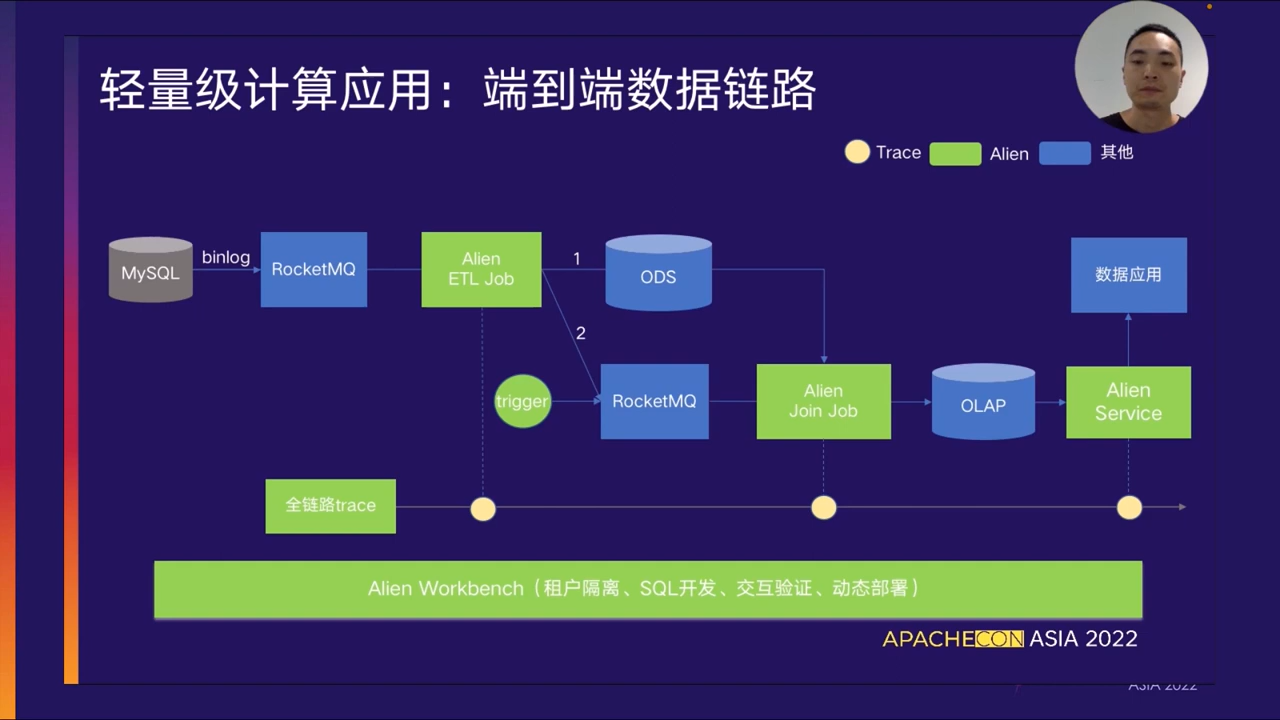 轻量级计算应用：端到端数据链路
Trace
Alien
其他
MySQL
binlog
RocketMQ
Alien
ETL Job
1
ODS
2
数据应用
trigger
RocketMQ
Alien
Join Job
OLAP
Alien
Service
全链路trace
Alien Workbench（租户隔离、SQL开发、交互验证、动态部署）
APACHECON ASIA 2022
ASIA 2022